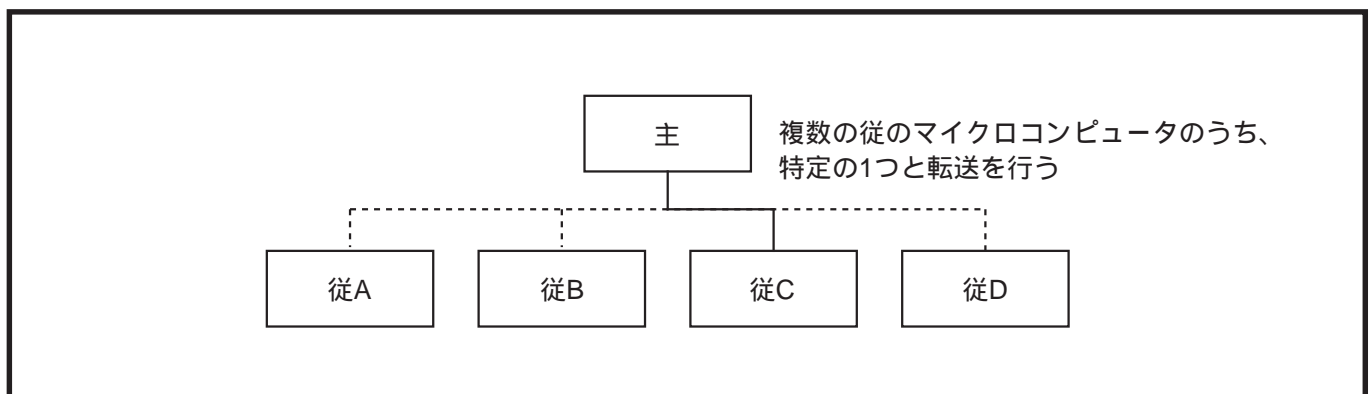 主
複数の従のマイクロコンピュータのうち、
特定の1つと転送を行う
従A
従B
従C
従D